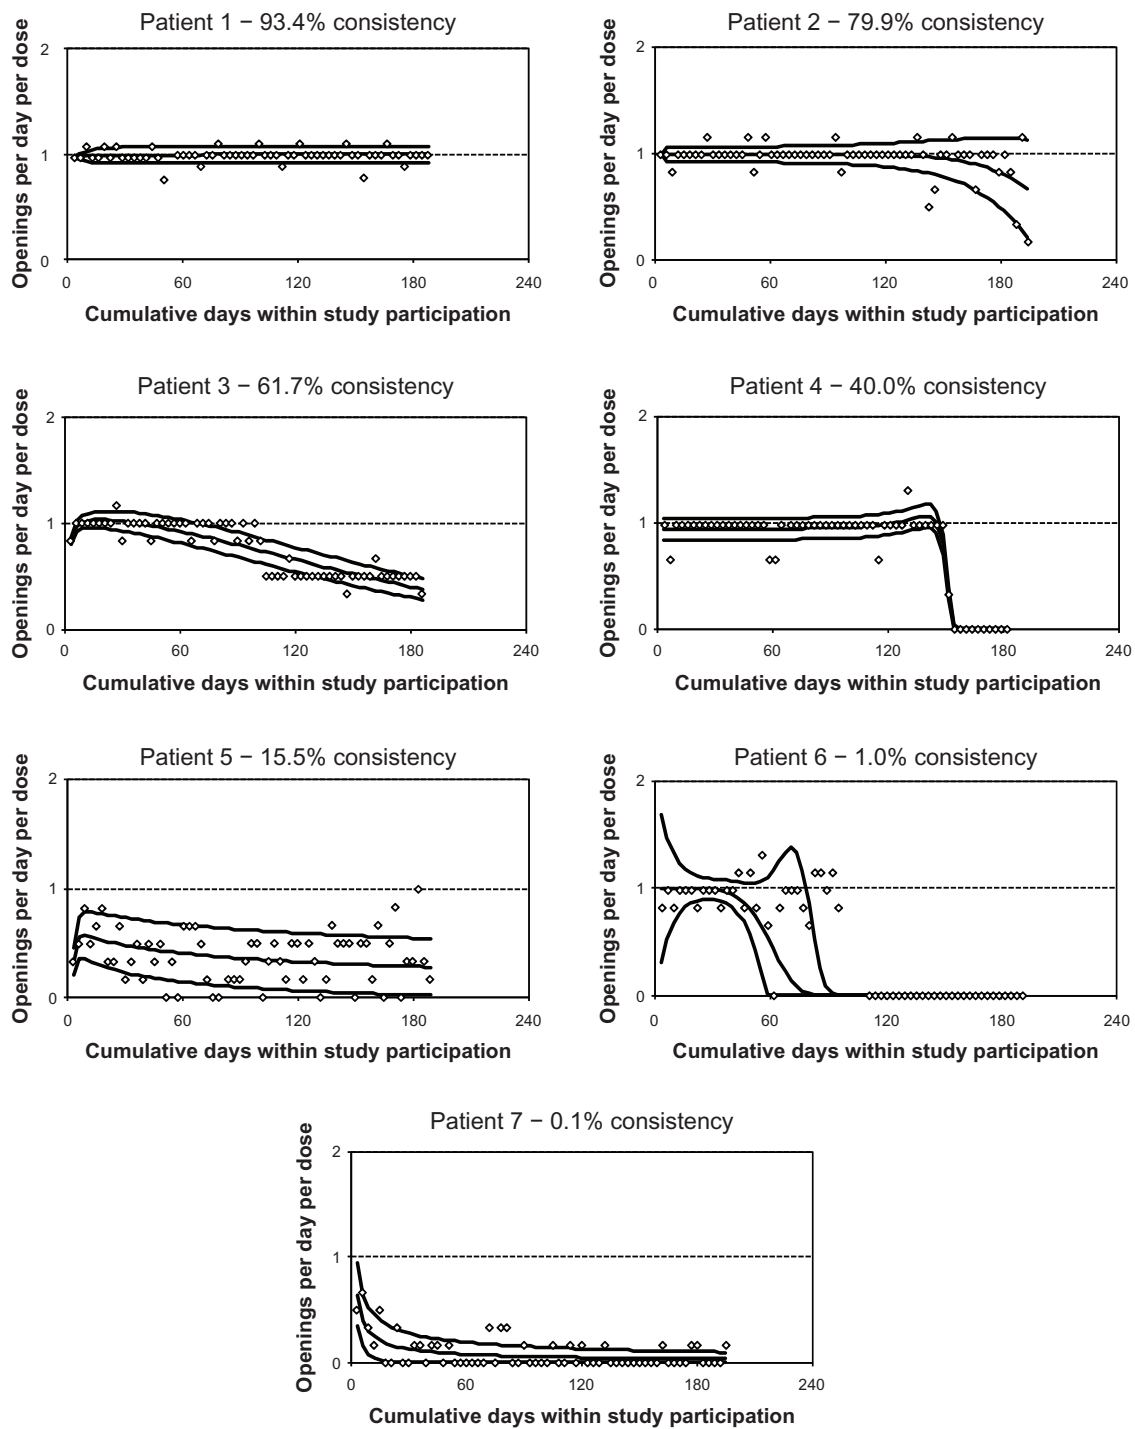 Patient 1 − 93.4% consistency
Openings per day per dose
2
1
0
0 60 120 180 240
Cumulative days within study participation
Patient 2 − 79.9% consistency
Openings per day per dose
2
1
0
0 60 120 180 240
Cumulative days within study participation
Patient 3 − 61.7% consistency
Openings per day per dose
2
1
0
0 60 120 180 240
Cumulative days within study participation
Patient 4 − 40.0% consistency
Openings per day per dose
2
1
0
0 60 120 180 240
Cumulative days within study participation
Patient 5 − 15.5% consistency
Openings per day per dose
2
1
0
0 60 120 180 240
Cumulative days within study participation
Patient 6 − 1.0% consistency
Openings per day per dose
2
1
0
0 60 120 180 240
Cumulative days within study participation
Patient 7 − 0.1% consistency
Openings per day per dose
2
1
0
0 60 120 180 240
Cumulative days within study participation